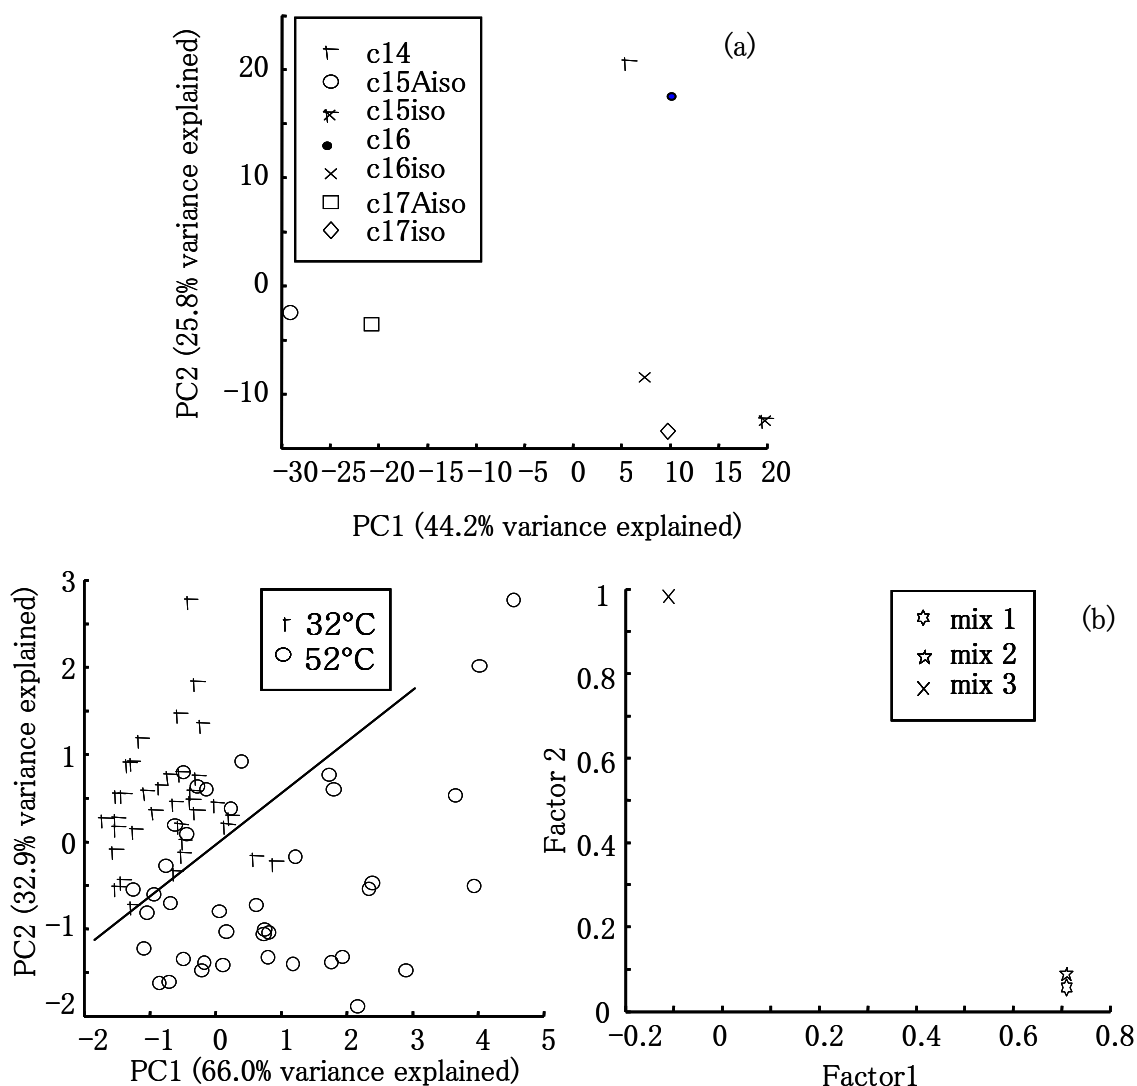 (a)
c14
c15Aiso
c15iso
c16
c16iso
c17Aiso
c17iso
20
10
0
−10
PC2 (25.8% variance explained)
−30 −25 −20 −15 −10 −5 0 5 10 15 20
PC1 (44.2% variance explained)
32°C
52°C
3
2
1
0
−1
−2
PC2 (32.9% variance explained)
−2 −1 0 1 2 3 4 5
PC1 (66.0% variance explained)
(b)
mix 1
mix 2
mix 3
1
0.8
0.6
0.4
0.2
0
Factor 2
−0.2 0 0.2 0.4 0.6 0.8
Factor1